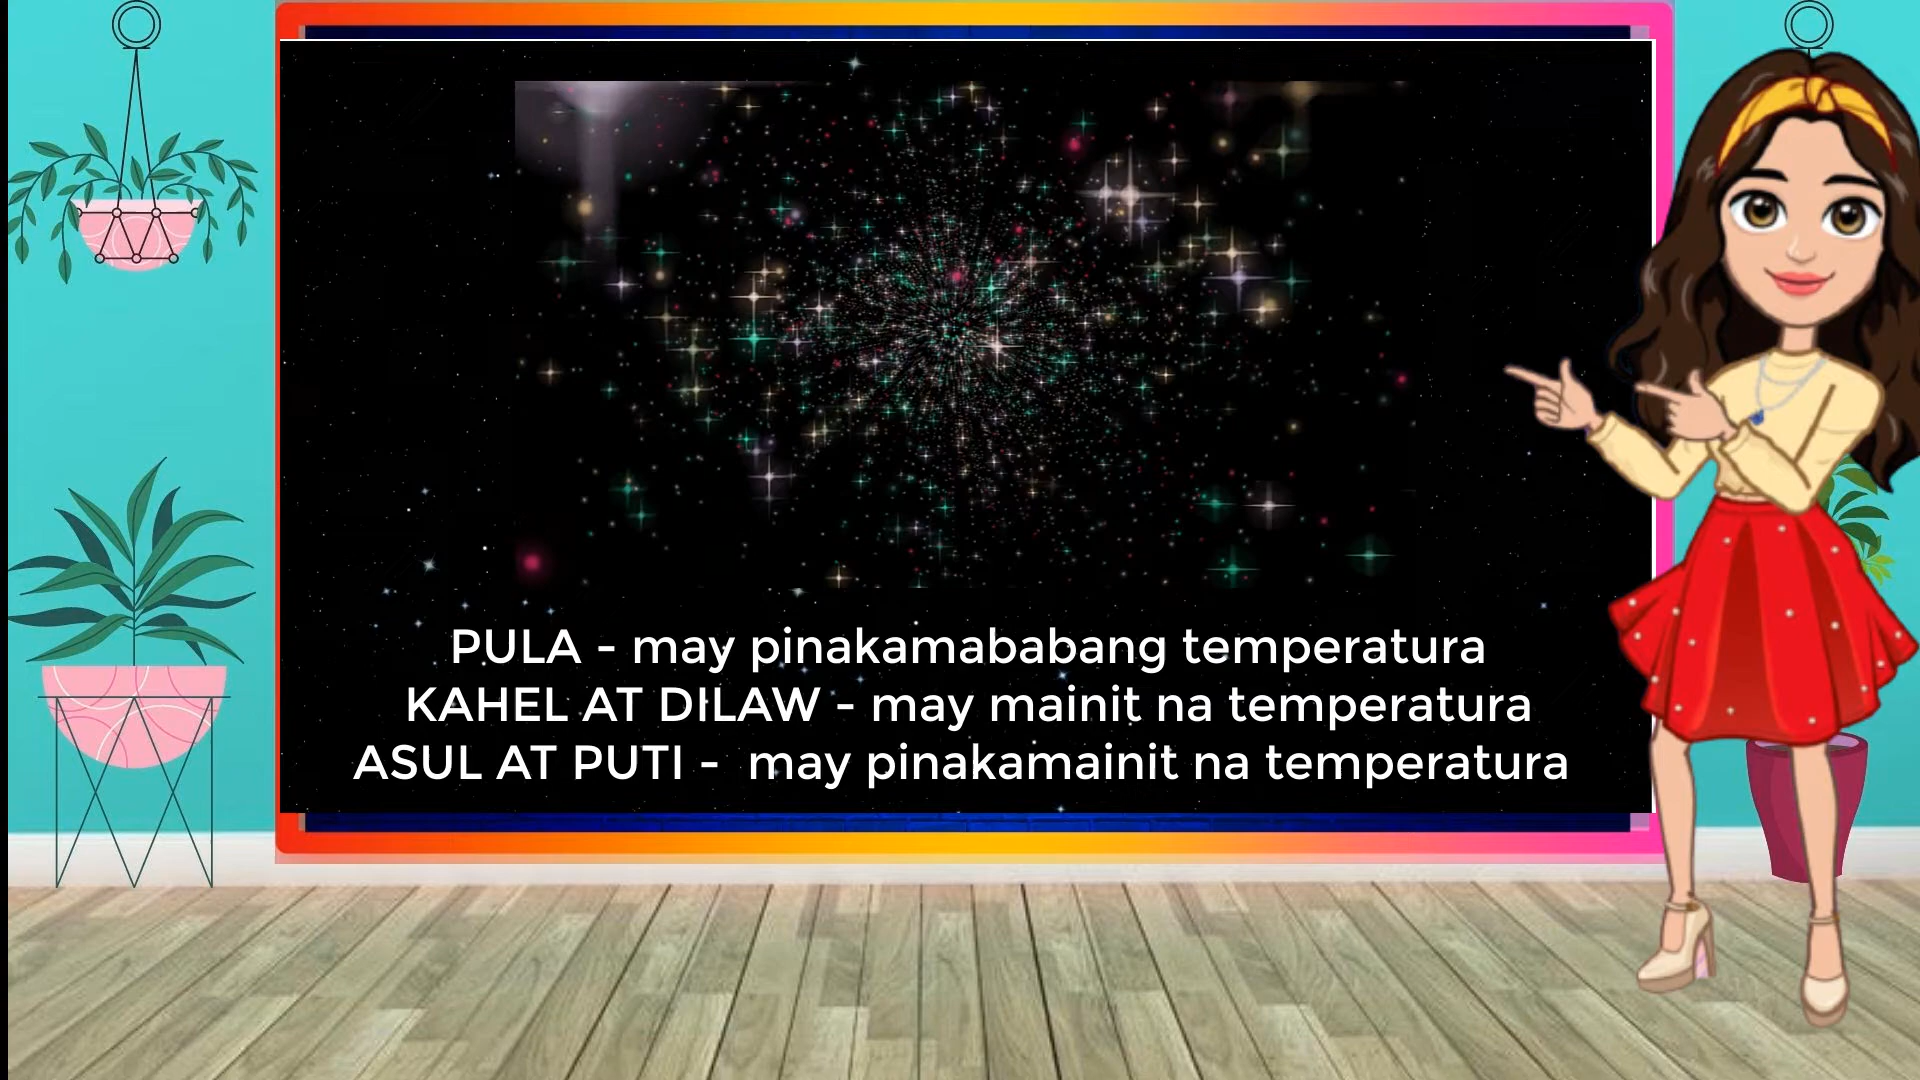 PULA - may pinakamababang temperatura
KAHEL AT DILAW - may mainit na temperatura
ASUL AT PUTI - may pinakamainit na temperatura